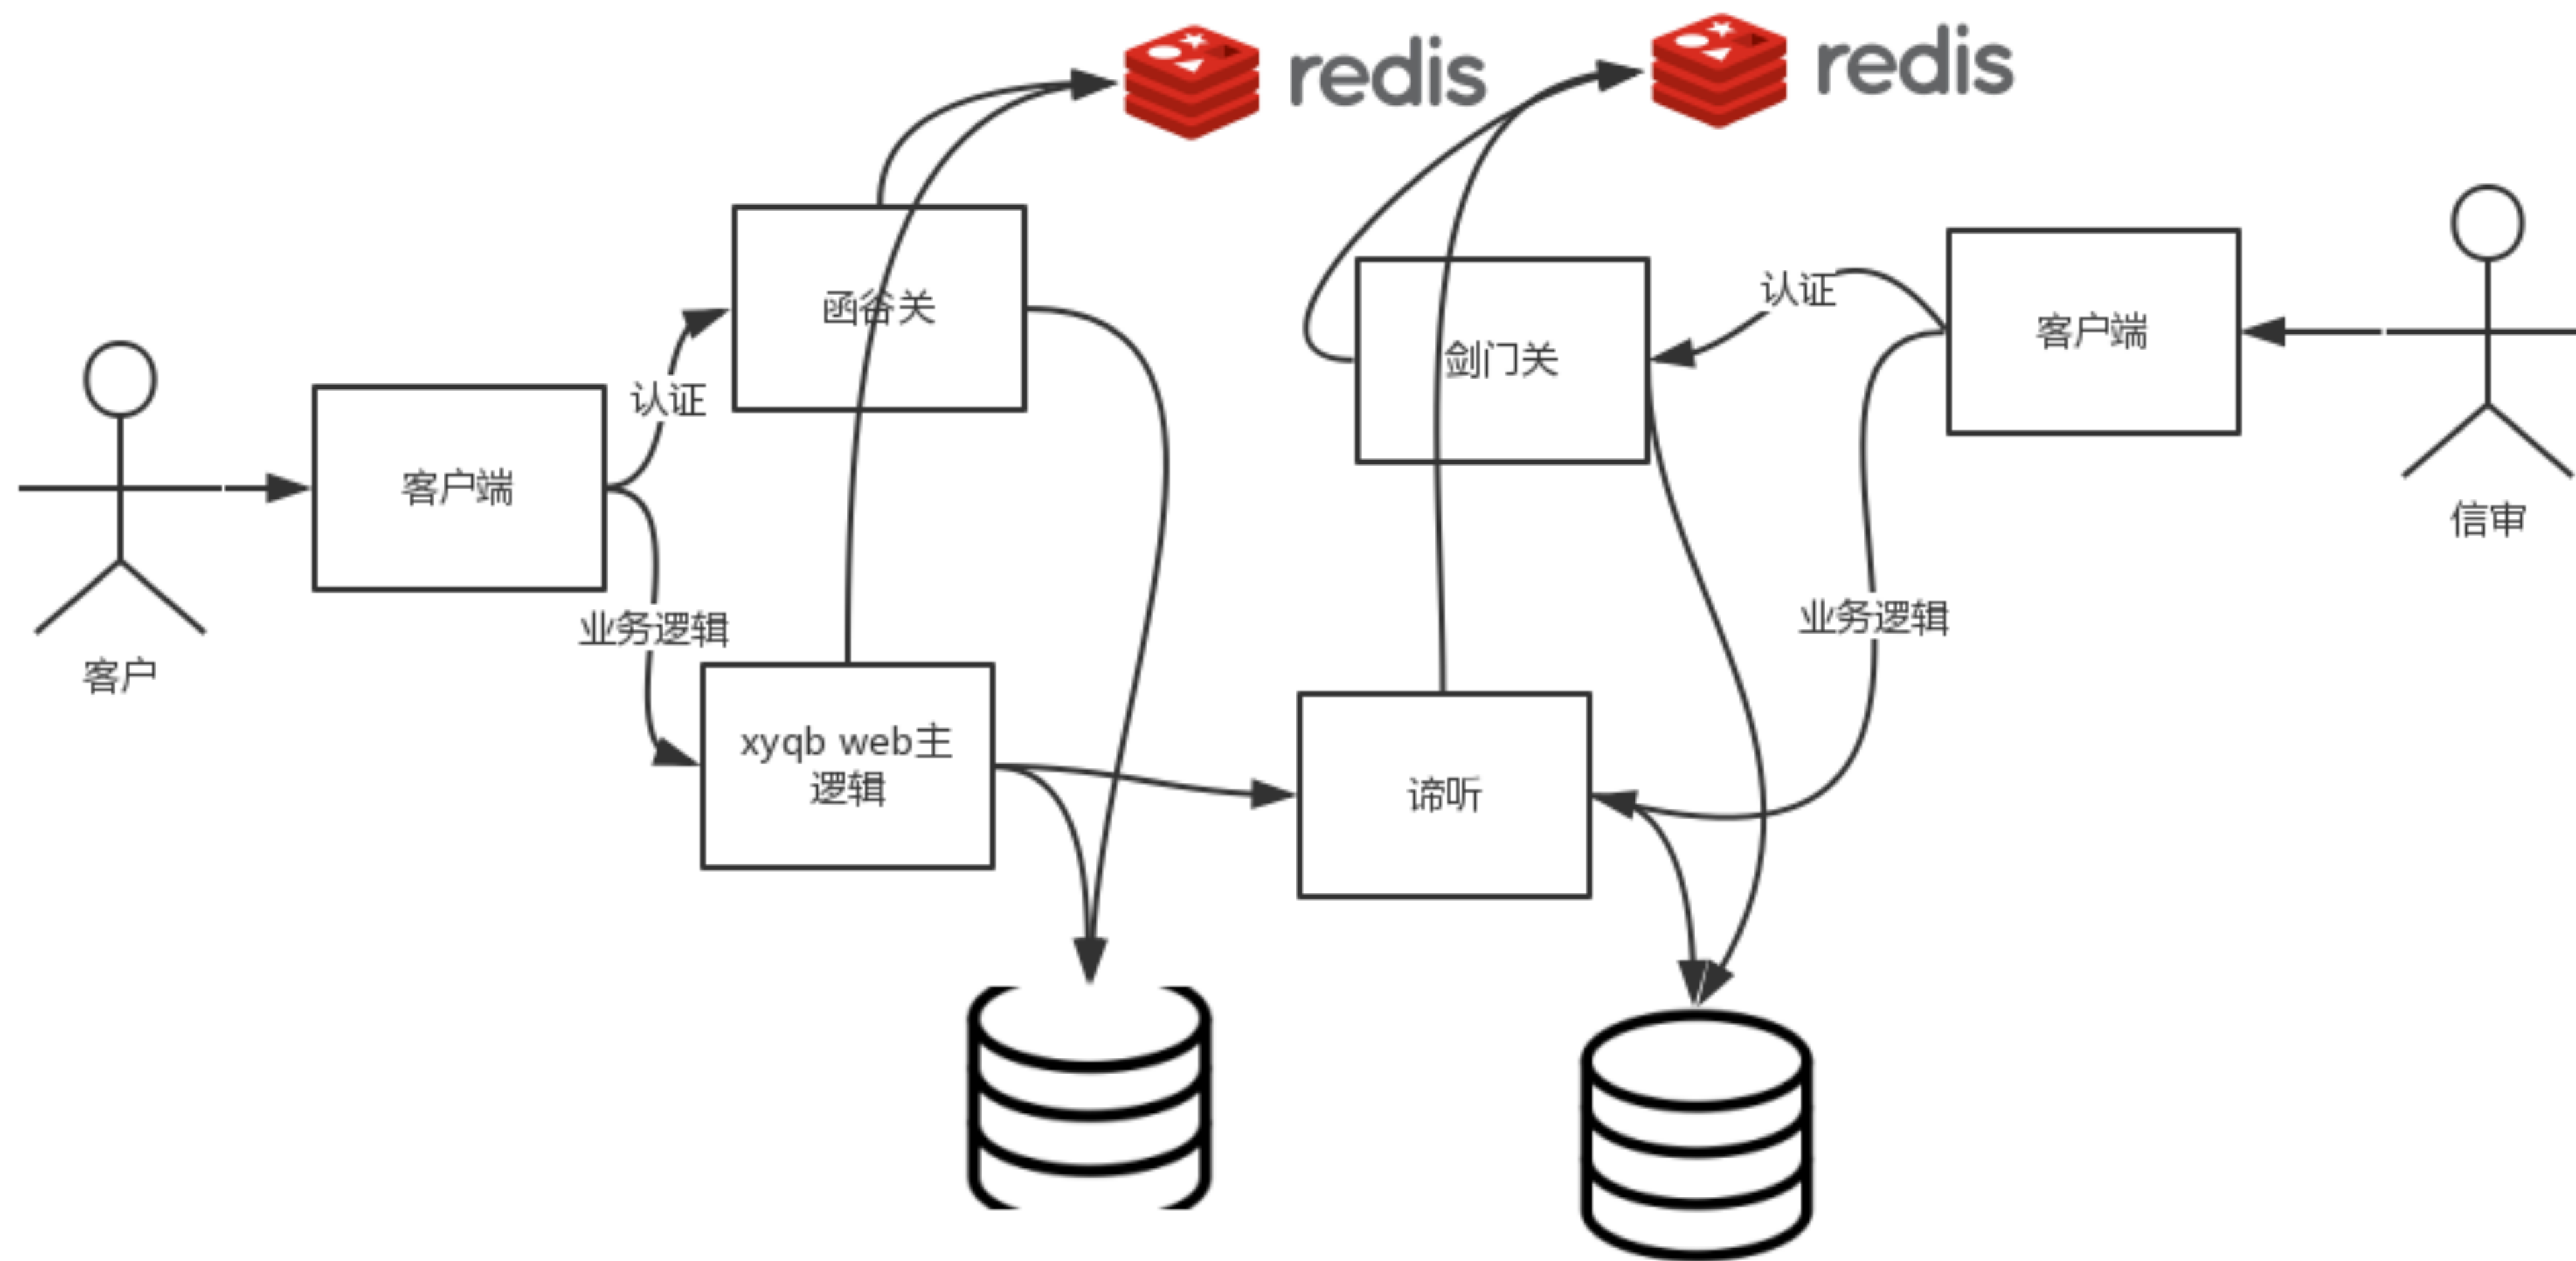 redis
redis
函谷关
认证
客户端
认证
剑门关
客户端
客户
业务逻辑
信审
业务逻辑
xyqb web主
逻辑
谛听